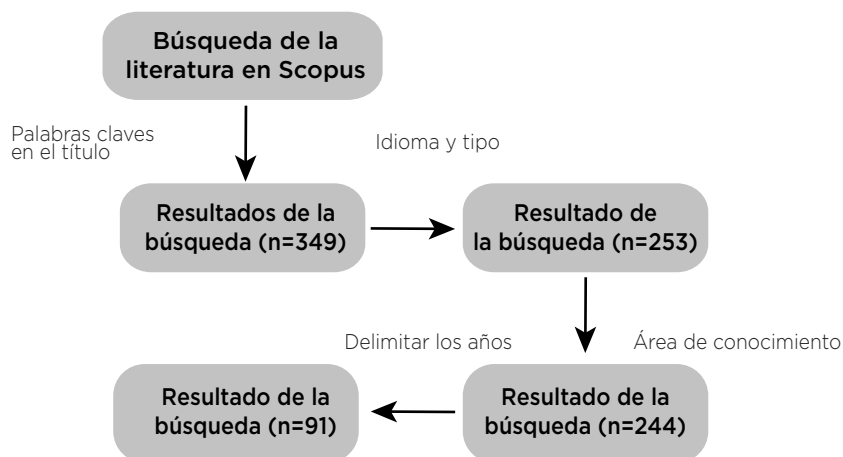 Búsqueda de la
literatura en Scopus
Palabras claves
en el título
Idioma y tipo
Resultados de la
búsqueda (n=349)
Resultado de
la búsqueda (n=253)
Delimitar los años
Área de conocimiento
Resultado de la
búsqueda (n=91)
Resultado de la
búsqueda (n=244)